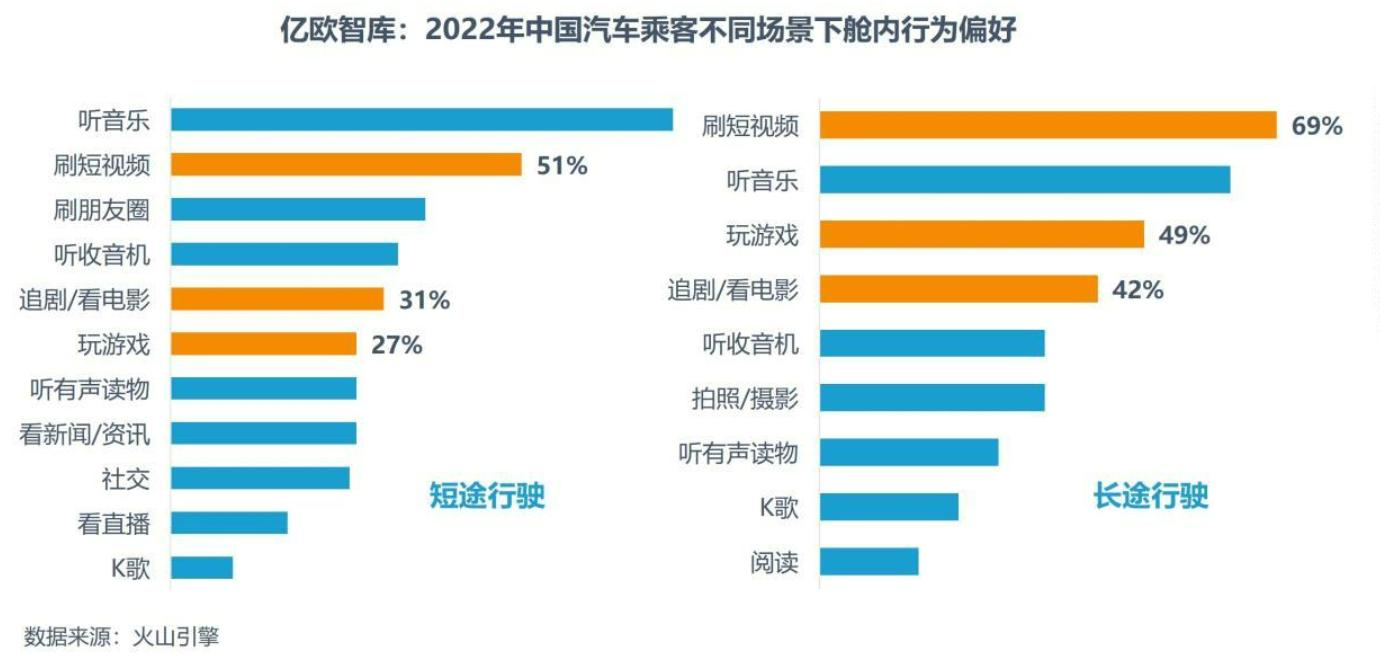 亿欧智库：2022年中国汽车乘客不同场景下舱内行为偏好
听音乐
刷短视频 51%
刷朋友圈
听收音机
追剧/看电影 31%
玩游戏 27%
听有声读物
看新闻/资讯
社交
看直播
K歌
短途行驶
刷短视频 69%
听音乐
玩游戏 49%
追剧/看电影 42%
听收音机
拍照/摄影
听有声读物
K歌
阅读
长途行驶
数据来源：火山引擎